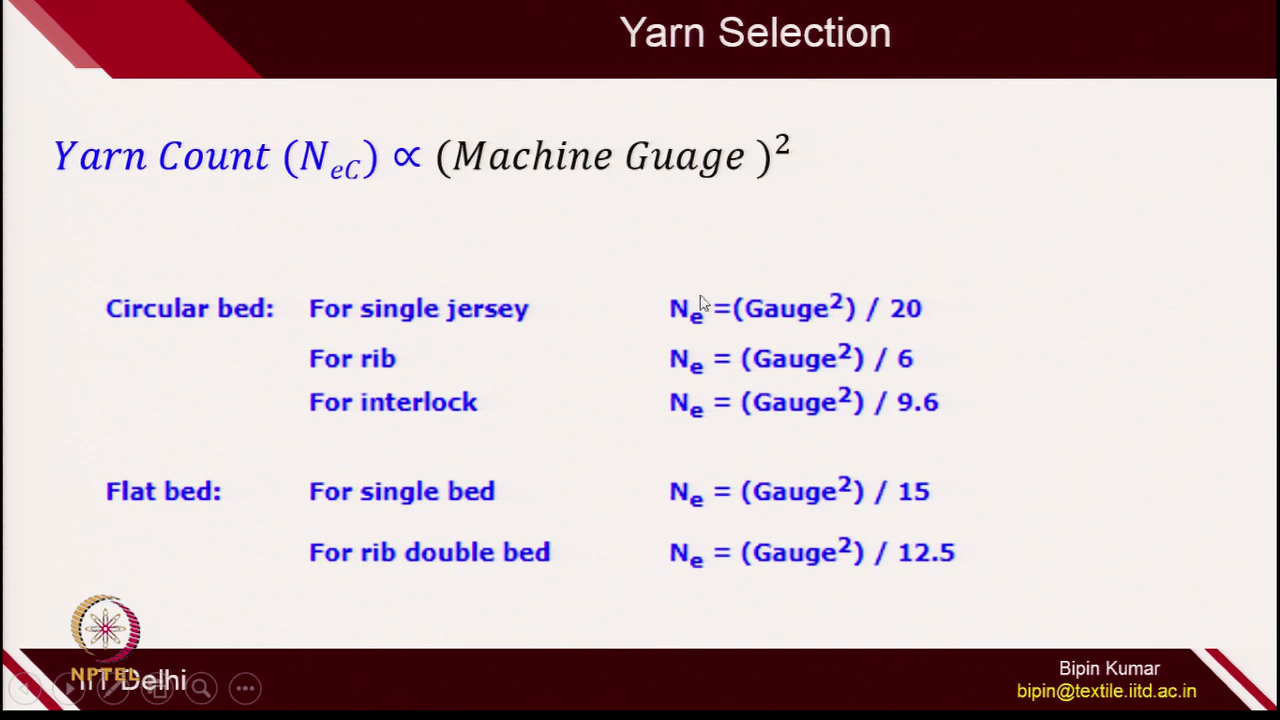 Yarn Selection
Yarn Count (NeC) ∝ (Machine Guage )²
Circular bed: For single jersey Ne =(Gauge²) / 20
For rib Ne = (Gauge²) / 6
For interlock Ne = (Gauge²) / 9.6
Flat bed: For single bed Ne = (Gauge²) / 15
For rib double bed Ne = (Gauge²) / 12.5
NPTEL
IIT Delhi
Bipin Kumar
bipin@textile.iitd.ac.in